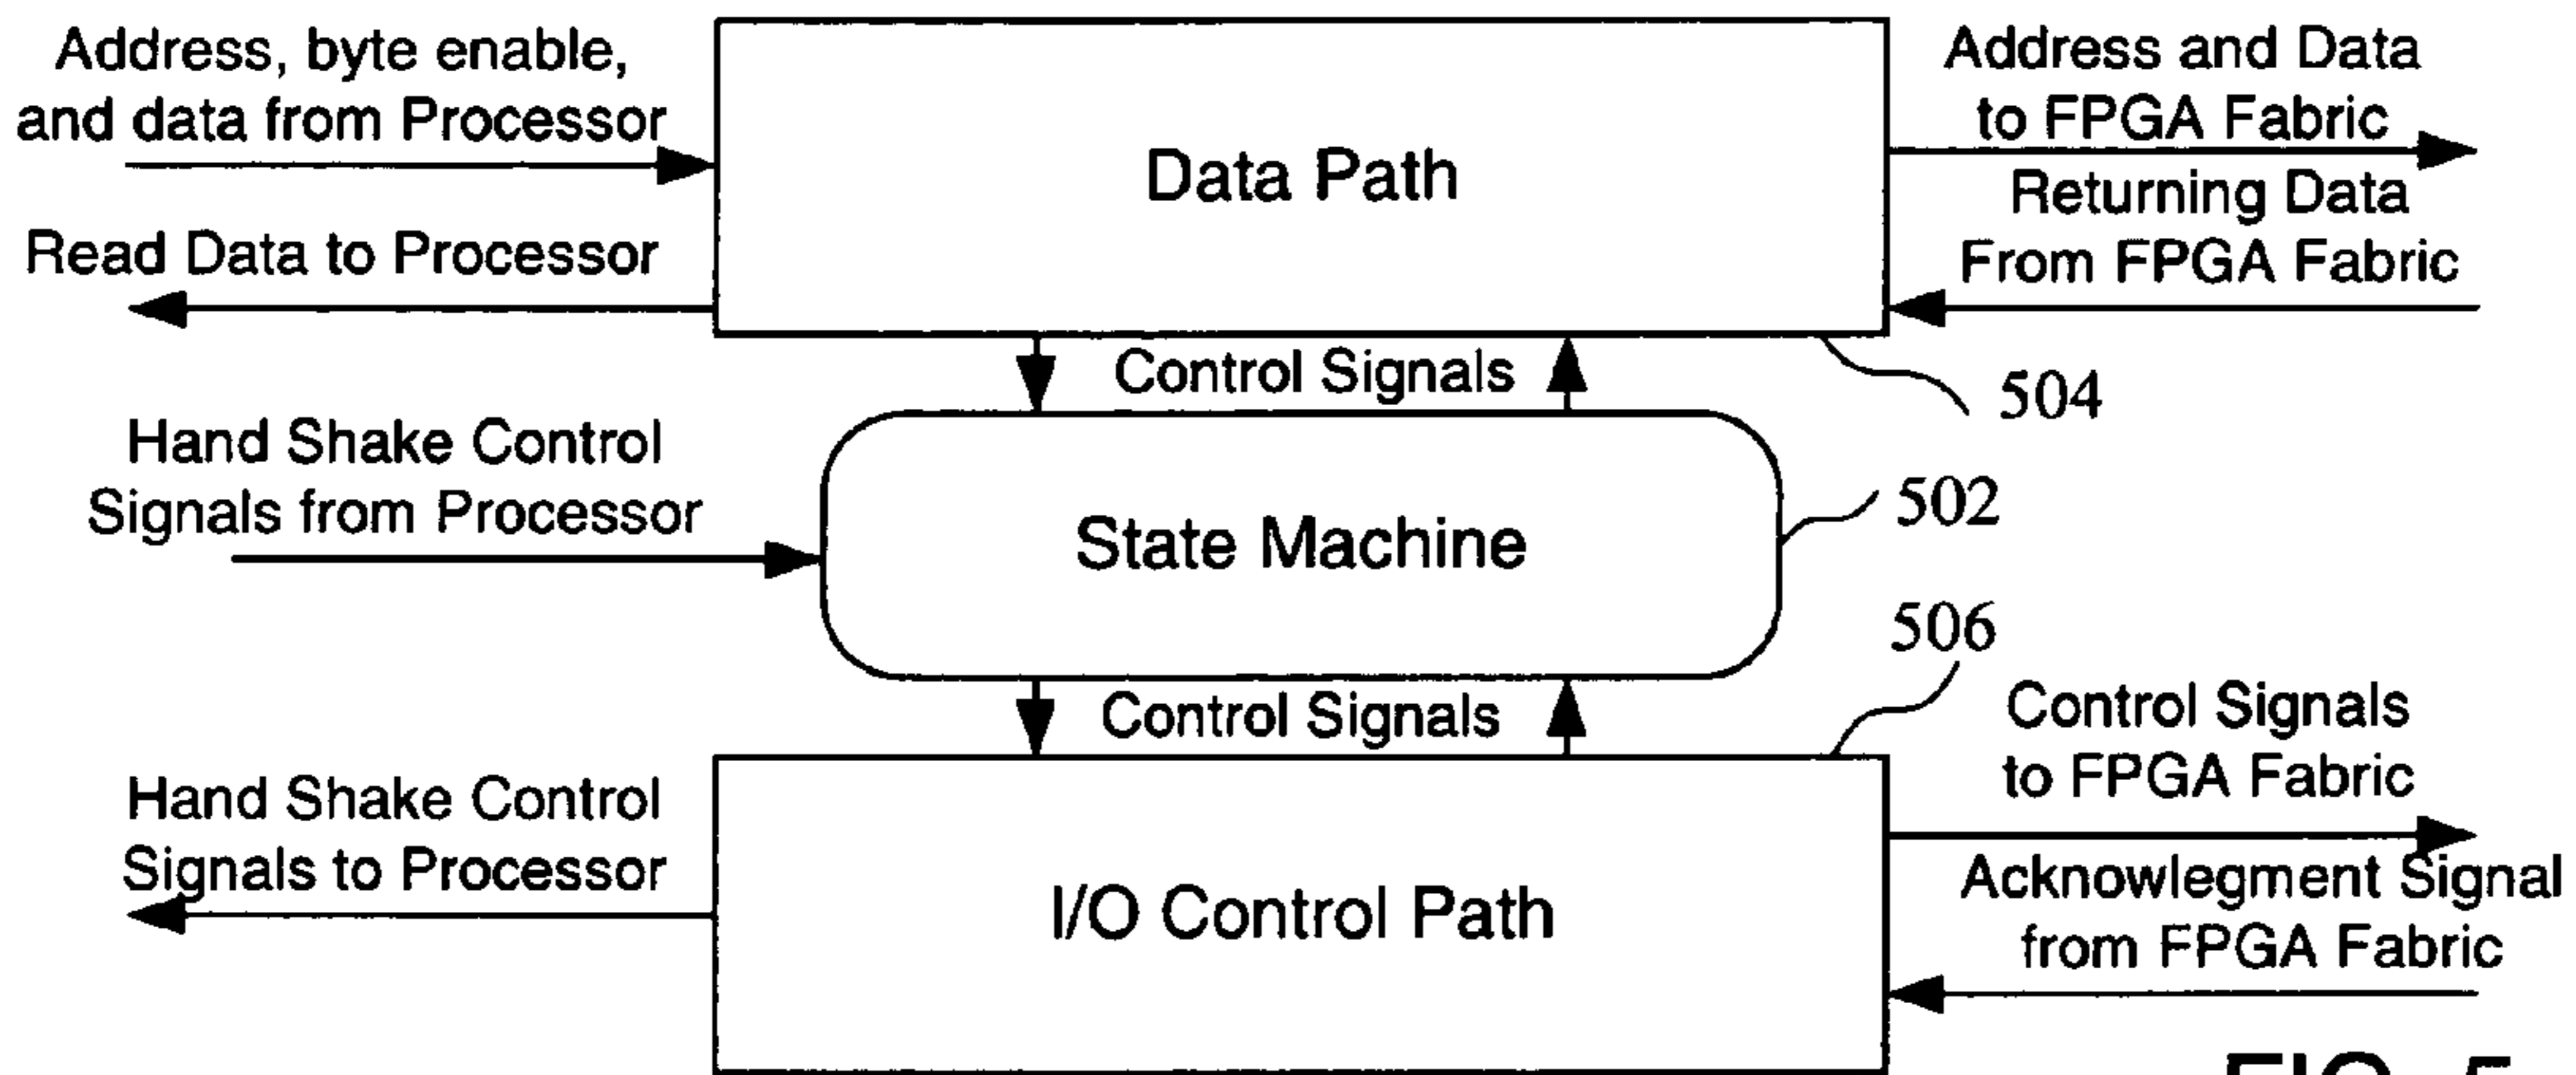 Address, byte enable,
and data from Processor
Read Data to Processor
Data Path
Address and Data
to FPGA Fabric
Returning Data
From FPGA Fabric
Control Signals
504
Hand Shake Control
Signals from Processor
State Machine
502
506
Control Signals
Hand Shake Control
Signals to Processor
I/O Control Path
Control Signals
to FPGA Fabric
Acknowlegment Signal
from FPGA Fabric
FIG. 5